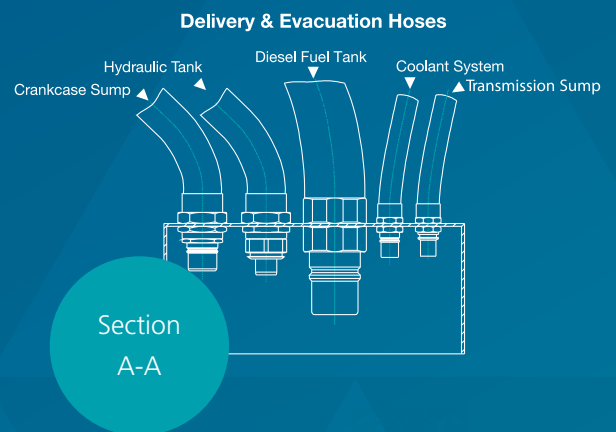 Delivery & Evacuation Hoses
Diesel Fuel Tank
Hydraulic Tank
Coolant System
Crankcase Sump
Transmission Sump
Section
A-A